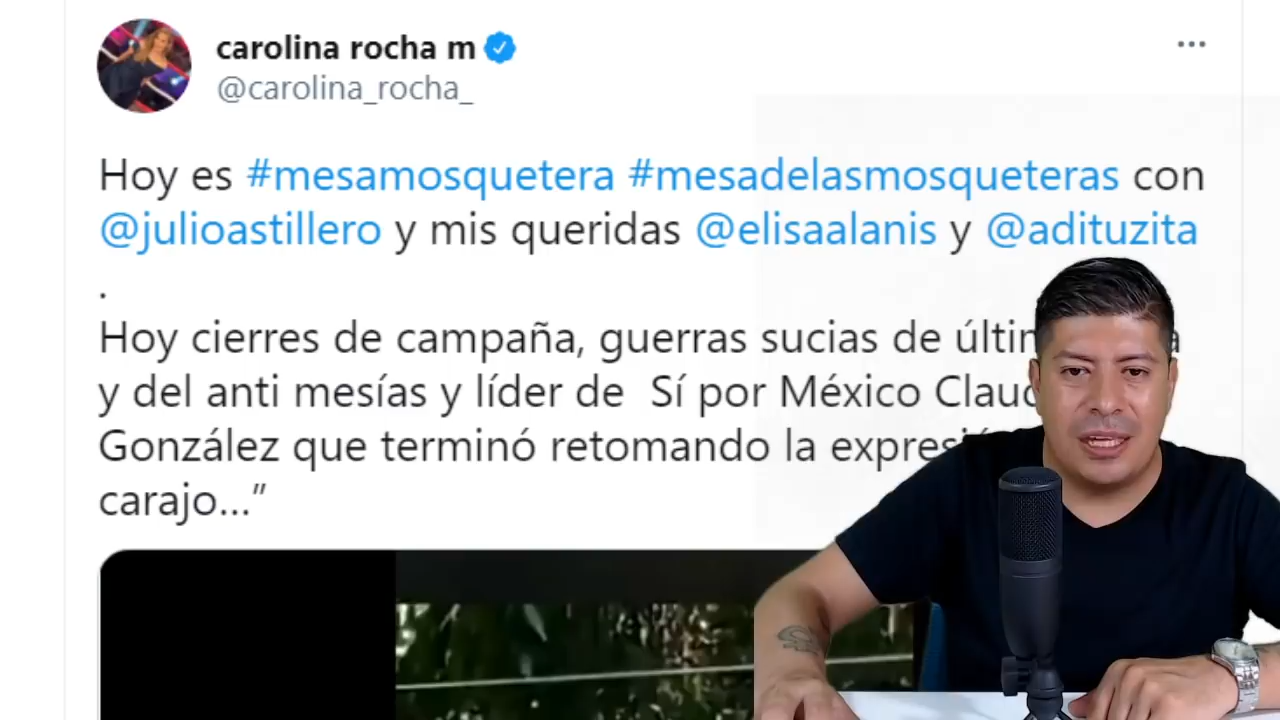 carolina rocha m
@carolina_rocha_
Hoy es #mesamosquetera #mesadelasmosqueteras con
@julioastillero y mis queridas @elisaalanis y @adituzita
.
Hoy cierres de campaña, guerras sucias de
y del anti mesías y líder de Sí por México
González que terminó retomando la
carajo...”